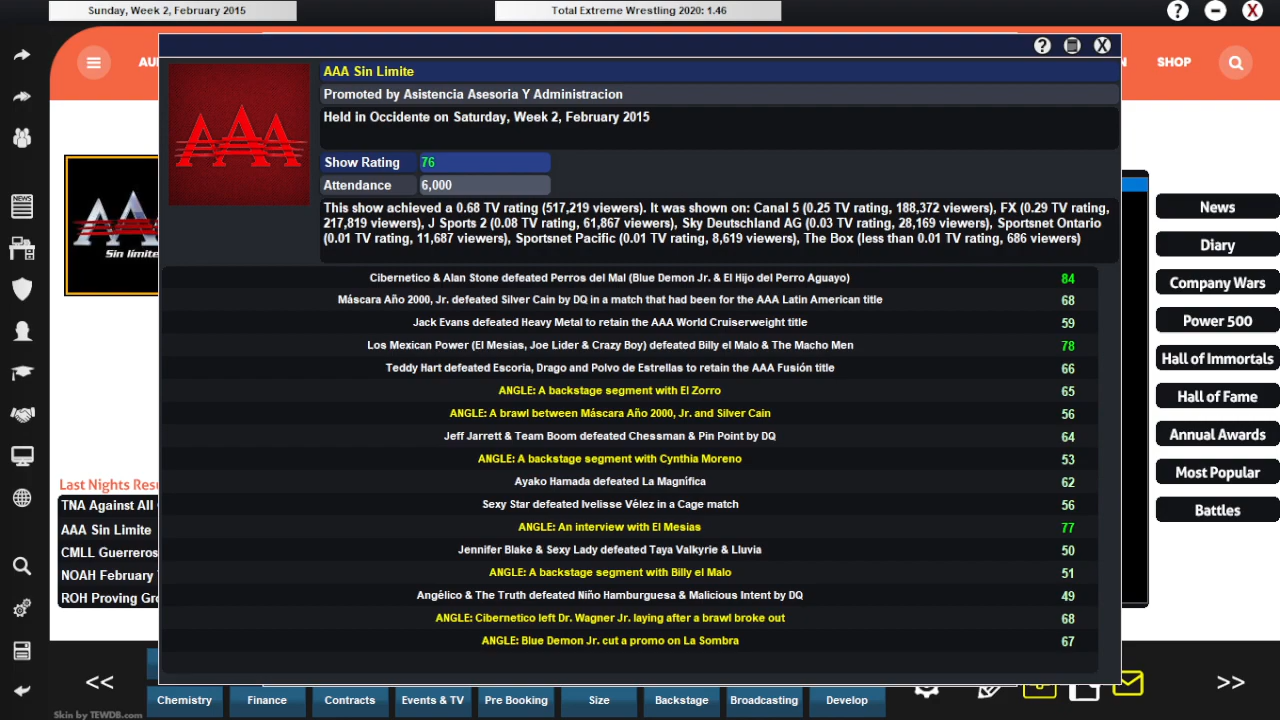 Sunday, Week 2, February 2015
Total Extreme Wrestling 2020: 1.46
AAA Sin Limite
Promoted by Asistencia Asesoria Y Administracion
Held in Occidente on Saturday, Week 2, February 2015
Show Rating 76
Attendance 6,000
This show achieved a 0.68 TV rating (517,219 viewers). It was shown on: Canal 5 (0.25 TV rating, 188,372 viewers), FX (0.29 TV rating,
217,819 viewers), J Sports 2 (0.08 TV rating, 61,867 viewers), Sky Deutschland AG (0.03 TV rating, 28,169 viewers), Sportsnet Ontario
(0.01 TV rating, 11,687 viewers), Sportsnet Pacific (0.01 TV rating, 8,619 viewers), The Box (less than 0.01 TV rating, 686 viewers)
Cibernetico & Alan Stone defeated Perros del Mal (Blue Demon Jr. & El Hijo del Perro Aguayo) 84
Máscara Año 2000, Jr. defeated Silver Cain by DQ in a match that had been for the AAA Latin American title 68
Jack Evans defeated Heavy Metal to retain the AAA World Cruiserweight title 59
Los Mexican Power (El Mesias, Joe Lider & Crazy Boy) defeated Billy el Malo & The Macho Men 78
Teddy Hart defeated Escoria, Drago and Polvo de Estrellas to retain the AAA Fusión title 66
ANGLE: A backstage segment with El Zorro 65
ANGLE: A brawl between Máscara Año 2000, Jr. and Silver Cain 56
Jeff Jarrett & Team Boom defeated Chessman & Pin Point by DQ 64
ANGLE: A backstage segment with Cynthia Moreno 53
Ayako Hamada defeated La Magnífica 62
Sexy Star defeated Ivelisse Vélez in a Cage match 56
ANGLE: An interview with El Mesias 77
Jennifer Blake & Sexy Lady defeated Taya Valkyrie & Lluvia 50
ANGLE: A backstage segment with Billy el Malo 51
Angélico & The Truth defeated Niño Hamburguesa & Malicious Intent by DQ 49
ANGLE: Cibernetico left Dr. Wagner Jr. laying after a brawl broke out 68
ANGLE: Blue Demon Jr. cut a promo on La Sombra 67
AAA
Sin limite
Last Nights
TNA Against All
AAA Sin Limite
CMLL Guerreros
NOAH February
ROH Proving
SHOP
News
Diary
Company Wars
Power 500
Hall of Immortals
Hall of Fame
Annual Awards
Most Popular
Battles
<< >>
Chemistry Finance Contracts Events & TV Pre Booking Size Backstage Broadcasting Develop
Skin by TEWDB.com